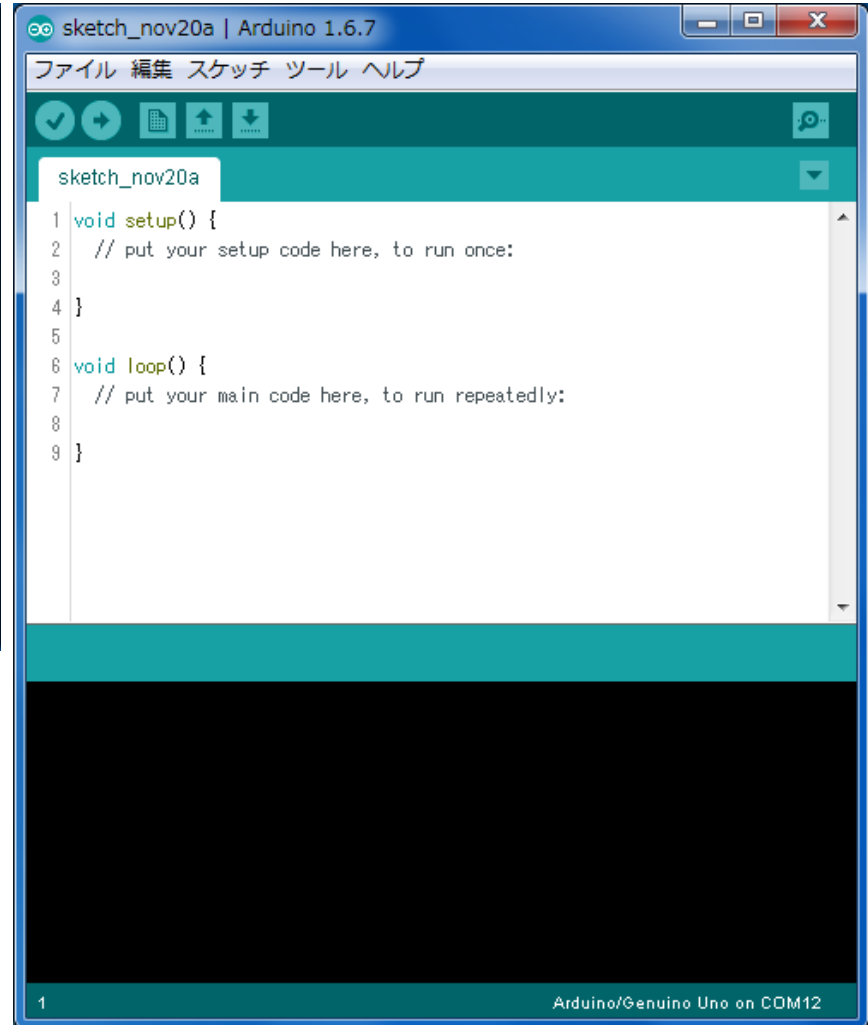 sketch_nov20a | Arduino 1.6.7
ファイル 編集 スケッチ ツール ヘルプ
sketch_nov20a
1 void setup() {
2   // put your setup code here, to run once:
3
4 }
5
6 void loop() {
7   // put your main code here, to run repeatedly:
8
9 }
1 Arduino/Genuino Uno on COM12